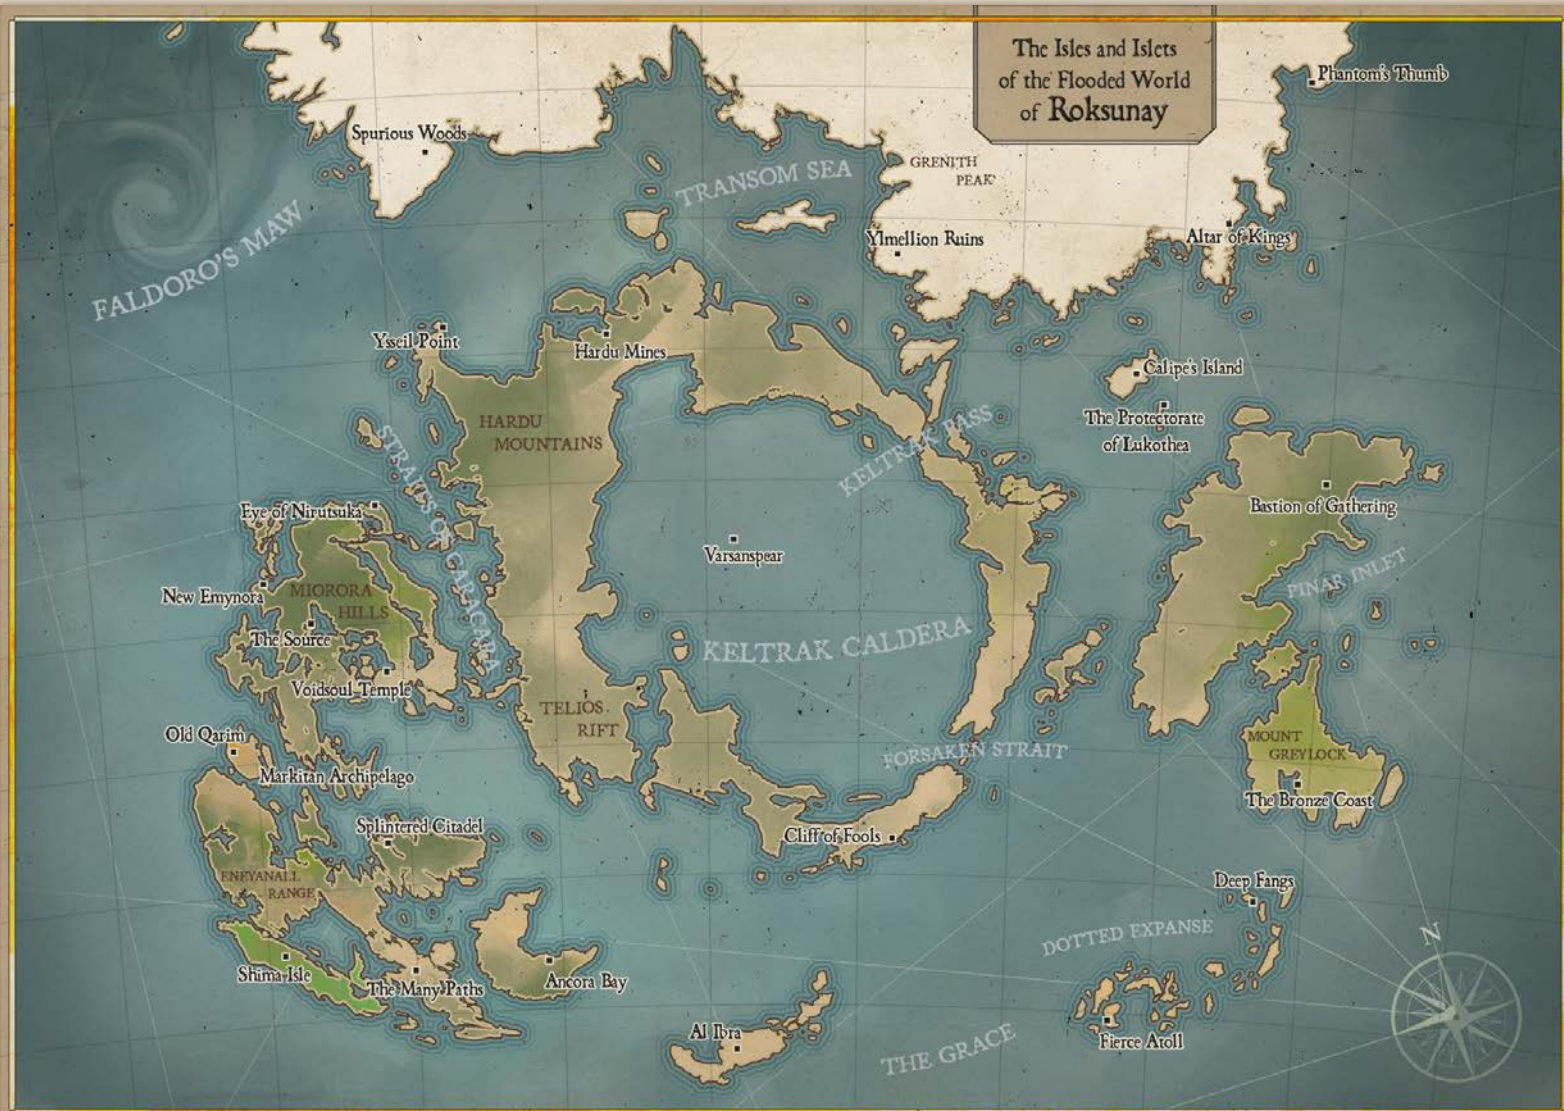 The Isles and Islets
of the Flooded World
of Roksunay
Phantom's Thumb
Spurious Woods
TRANSOM SEA
GRENITH
PEAK
FALDORO'S MAW
Ylmellion Ruins
Altar of Kings
Ysseil Point
Hardu Mines
Calipe's Island
The Protectorate
of Lukothea
HARDU
MOUNTAINS
KELTRAK PASS
STRAITS OF CARACARA
Eye of Nirutsuka
Bastion of Gathering
Varsanspear
PINAR INLET
New Emynora
MIORORA
HILLS
The Source
KELTRAK CALDERA
Voidsoul Temple
TELIOS
RIFT
Old Qarim
MOUNT
GREYLOCK
FORSAKEN STRAIT
Markitan Archipelago
The Bronze Coast
Splintered Citadel
Cliff of Fools
ENEYANALL
RANGE
Deep Fangs
DOTTED EXPANSE
N
Shima Isle
The Many Paths
Ancora Bay
Al Ibra
THE GRACE
Fierce Atoll